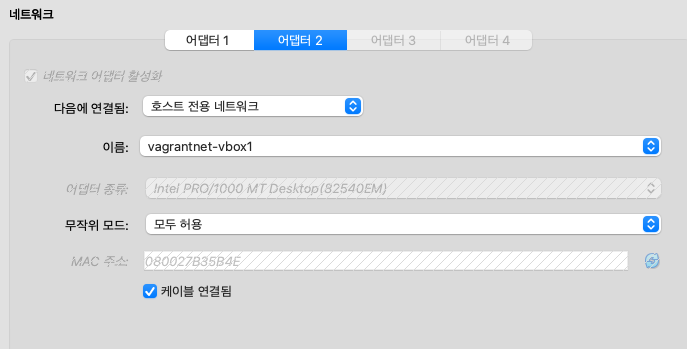 네트워크
어댑터 1 어댑터 2 어댑터 3 어댑터 4
네트워크 어댑터 활성화
다음에 연결됨: 호스트 전용 네트워크
이름: vagrantnet-vbox1
어댑터 종류: Intel PRO/1000 MT Desktop(82540EM)
무작위 모드: 모두 허용
MAC 주소: 080027B35B4E
케이블 연결됨